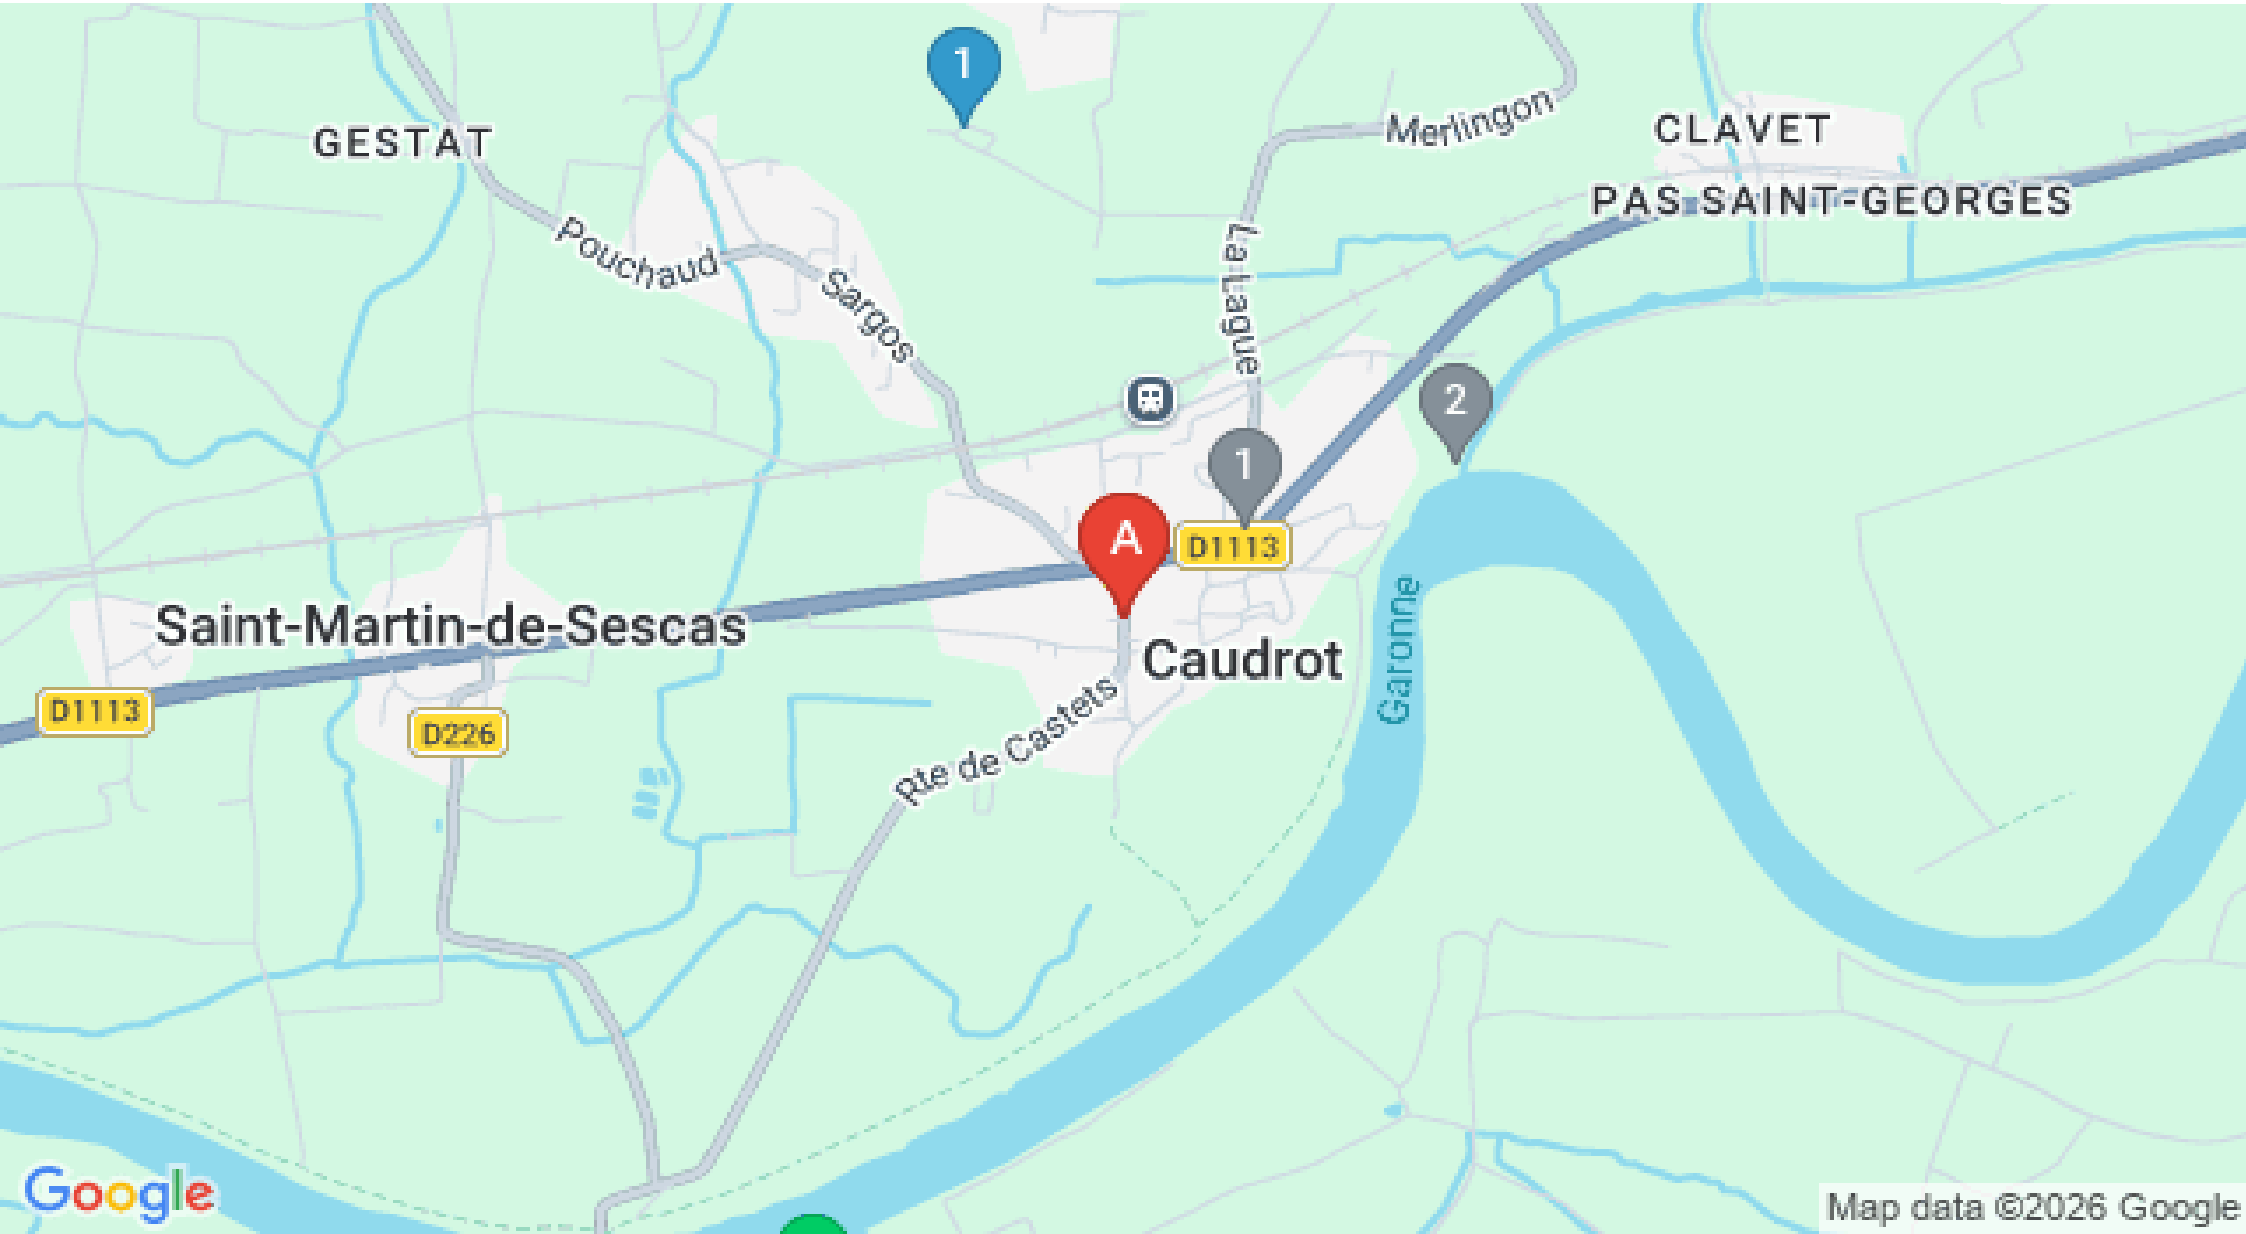 1
GESTAT
Merlingon
CLAVET
PAS SAINT-GEORGES
Pouchaud
La Lague
Sargos
2
1
A
D1113
Garonne
Saint-Martin-de-Sescas
Caudrot
D1113
D226
Rte de Castets
Google
Map data ©2026 Google